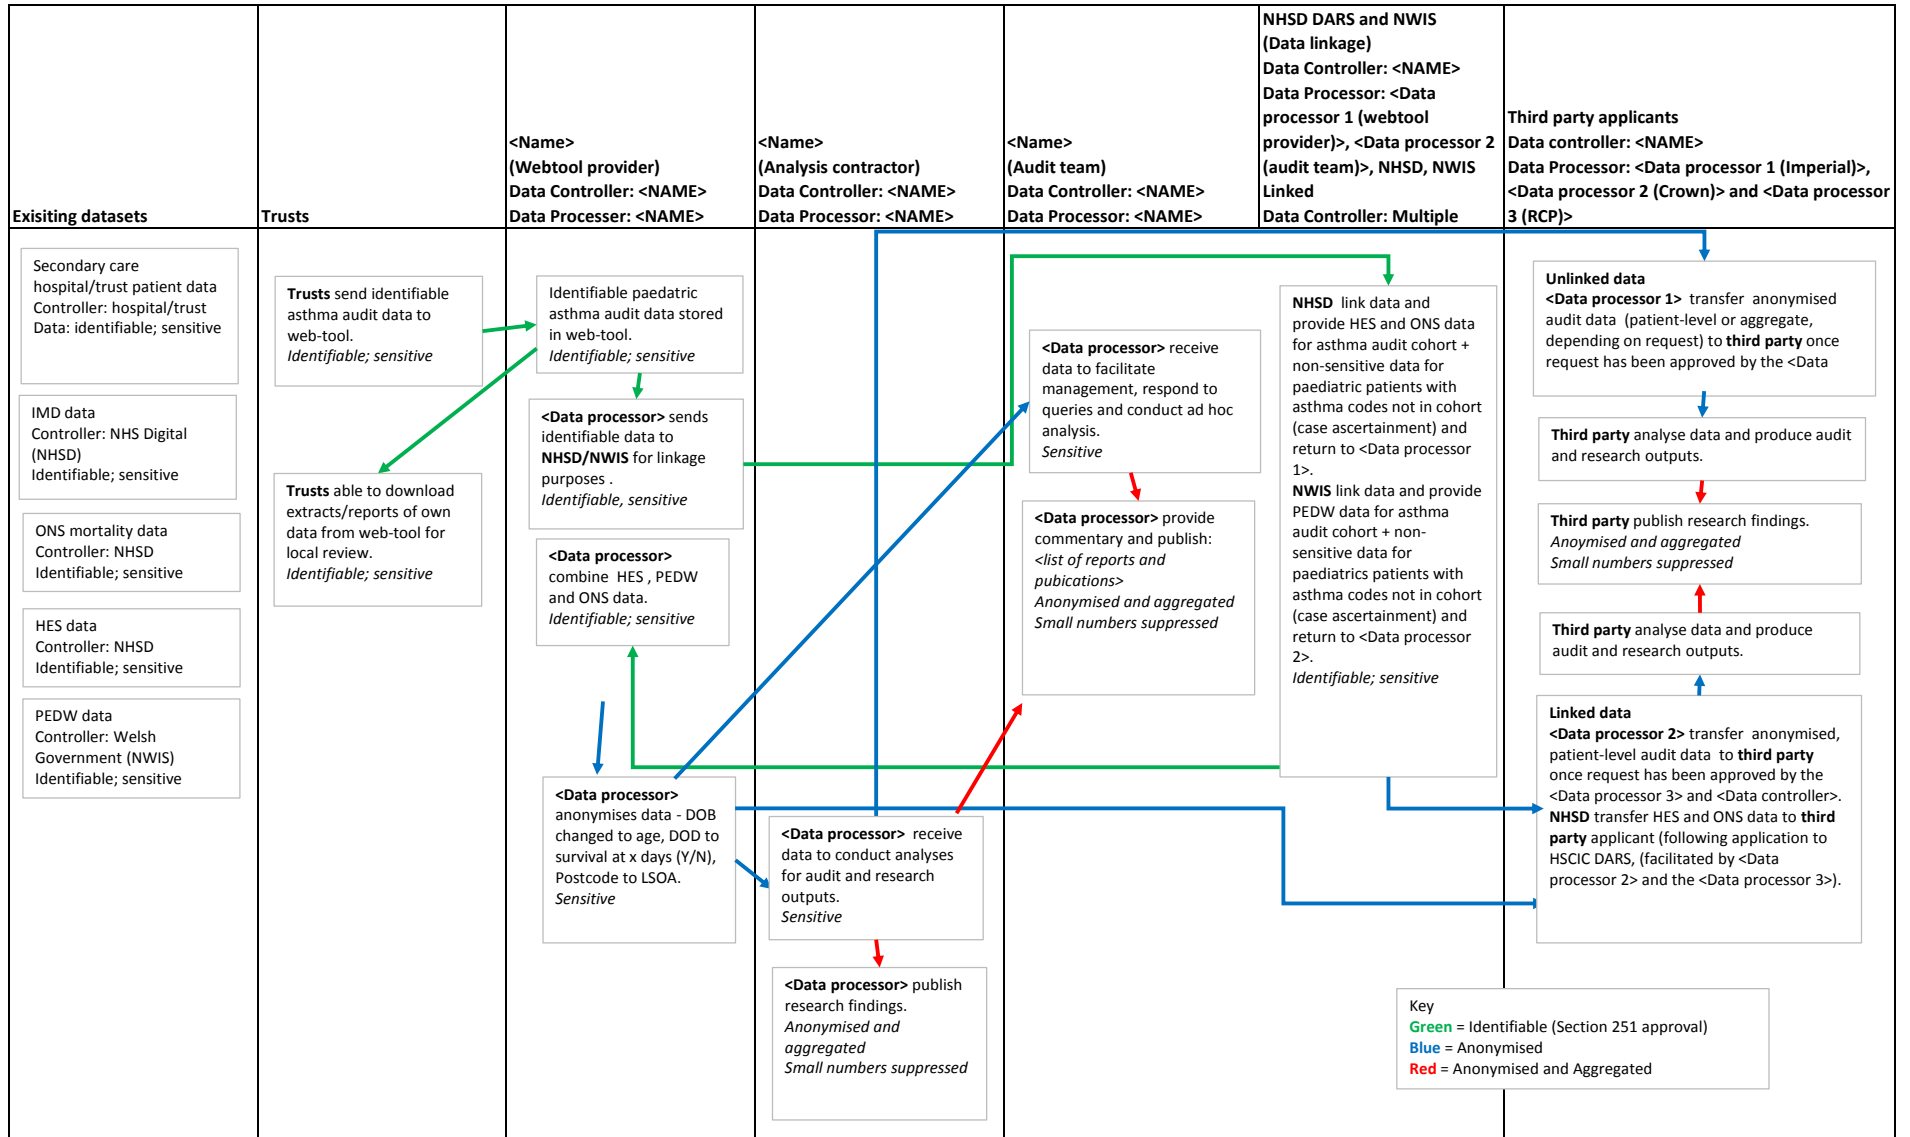 Exisiting datasets
Trusts
<Name>
(Webtool provider)
Data Controller: <NAME>
Data Processer: <NAME>
<Name>
(Analysis contractor)
Data Controller: <NAME>
Data Processor: <NAME>
<Name>
(Audit team)
Data Controller: <NAME>
Data Processor: <NAME>
NHSD DARS and NWIS
(Data linkage)
Data Controller: <NAME>
Data Processor: <Data
processor 1 (webtool
provider)>, <Data processor 2
(audit team)>, NHSD, NWIS
Linked
Data Controller: Multiple
Third party applicants
Data controller: <NAME>
Data Processor: <Data processor 1 (Imperial)>,
<Data processor 2 (Crown)> and <Data processor
3 (RCP)>
Secondary care
hospital/trust patient data
Controller: hospital/trust
Data: identifiable; sensitive
IMD data
Controller: NHS Digital
(NHSD)
Identifiable; sensitive
ONS mortality data
Controller: NHSD
Identifiable; sensitive
HES data
Controller: NHSD
Identifiable; sensitive
PEDW data
Controller: Welsh
Government (NWIS)
Identifiable; sensitive
Trusts send identifiable
asthma audit data to
web-tool.
Identifiable; sensitive
Trusts able to download
extracts/reports of own
data from web-tool for
local review.
Identifiable; sensitive
Identifiable paedatric
asthma audit data stored
in web-tool.
Identifiable; sensitive
<Data processor> sends
identifiable data to
NHSD/NWIS for linkage
purposes .
Identifiable, sensitive
<Data processor>
combine HES , PEDW
and ONS data.
Identifiable; sensitive
<Data processor>
anonymises data - DOB
changed to age, DOD to
survival at x days (Y/N),
Postcode to LSOA.
Sensitive
<Data processor> receive
data to conduct analyses
for audit and research
outputs.
Sensitive
<Data processor> publish
research findings.
Anonymised and
aggregated
Small numbers suppressed
<Data processor> receive
data to facilitate
management, respond to
queries and conduct ad hoc
analysis.
Sensitive
<Data processor> provide
commentary and publish:
<list of reports and
pubications>
Anonymised and aggregated
Small numbers suppressed
NHSD link data and
provide HES and ONS data
for asthma audit cohort +
non-sensitive data for
paediatric patients with
asthma codes not in cohort
(case ascertainment) and
return to <Data processor
1>.
NWIS link data and provide
PEDW data for asthma
audit cohort + non-
sensitive data for
paediatrics patients with
asthma codes not in cohort
(case ascertainment) and
return to <Data processor
2>.
Identifiable; sensitive
Unlinked data
<Data processor 1> transfer anonymised
audit data (patient-level or aggregate,
depending on request) to third party once
request has been approved by the <Data
Third party analyse data and produce audit
and research outputs.
Third party publish research findings.
Anoymised and aggregated
Small numbers suppressed
Third party analyse data and produce
audit and research outputs.
Linked data
<Data processor 2> transfer anonymised,
patient-level audit data to third party
once request has been approved by the
<Data processor 3> and <Data controller>.
NHSD transfer HES and ONS data to third
party applicant (following application to
HSCIC DARS, (facilitated by <Data
processor 2> and the <Data processor 3>).
Key
Green = Identifiable (Section 251 approval)
Blue = Anonymised
Red = Anonymised and Aggregated